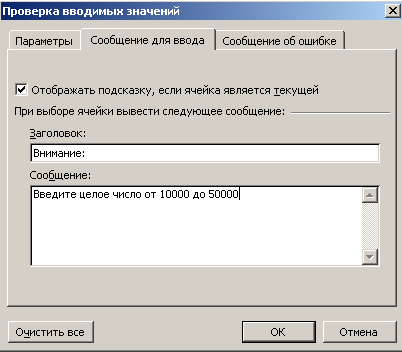 Проверка вводимых значений
Параметры Сообщение для ввода Сообщение об ошибке
Отображать подсказку, если ячейка является текущей
При выборе ячейки вывести следующее сообщение:
Заголовок:
Внимание:
Сообщение:
Введите целое число от 10000 до 50000
Очистить все ОК Отмена